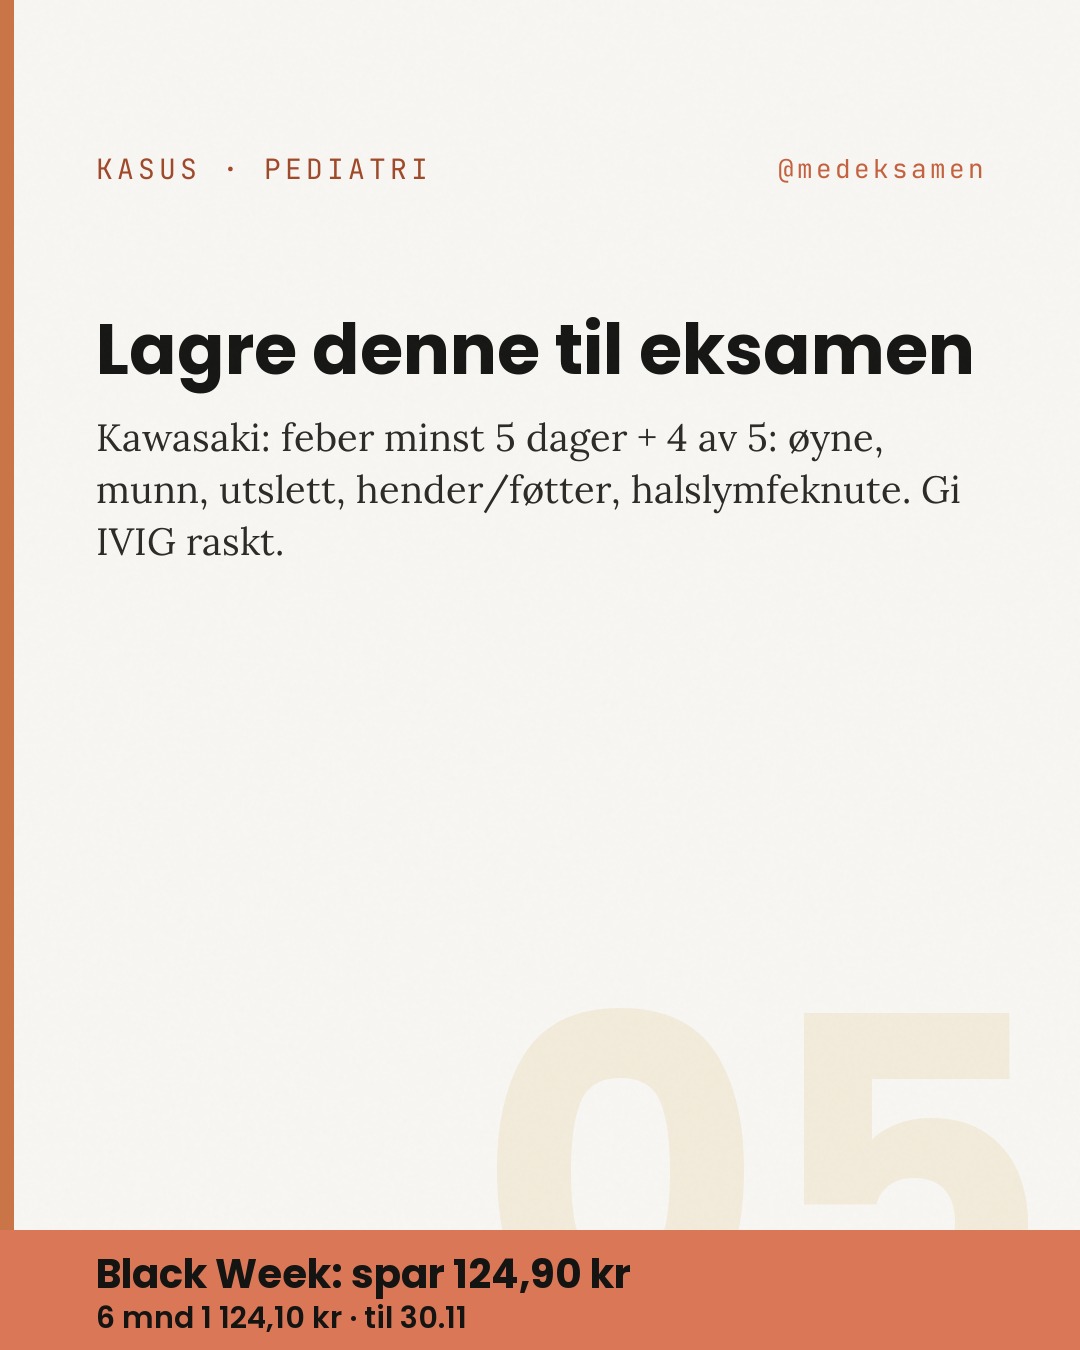 KASUS · PEDIATRI
@medeksamen
Lagre denne til eksamen
Kawasaki: feber minst 5 dager + 4 av 5: øyne,
munn, utslett, hender/føtter, halslymfeknute. Gi
IVIG raskt.
05
Black Week: spar 124,90 kr
6 mnd 1 124,10 kr · til 30.11